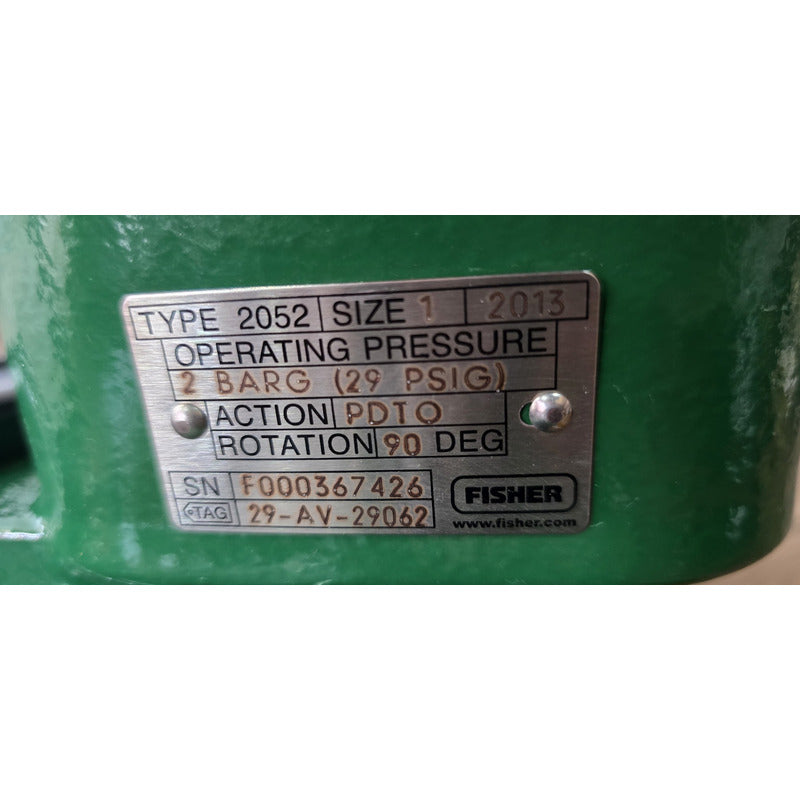 TYPE 2052 SIZE 1 2013
OPERATING PRESSURE
2 BARG (29 PSIG)
ACTION PDTO
ROTATION 90 DEG
SN F000367426
TAG 29-AV-29062
FISHER
www.fisher.com